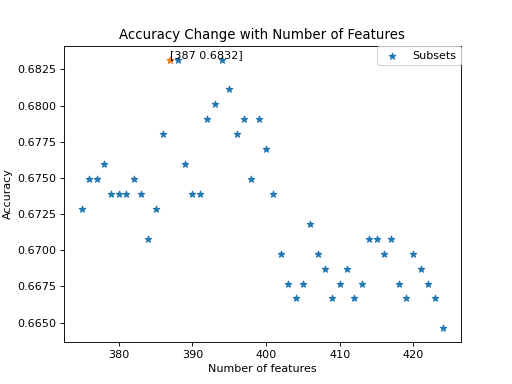 Accuracy Change with Number of Features
[387 0.6832]
Subsets
0.6825
0.6800
0.6775
0.6750
0.6725
0.6700
0.6675
0.6650
Accuracy
380 390 400 410 420
Number of features